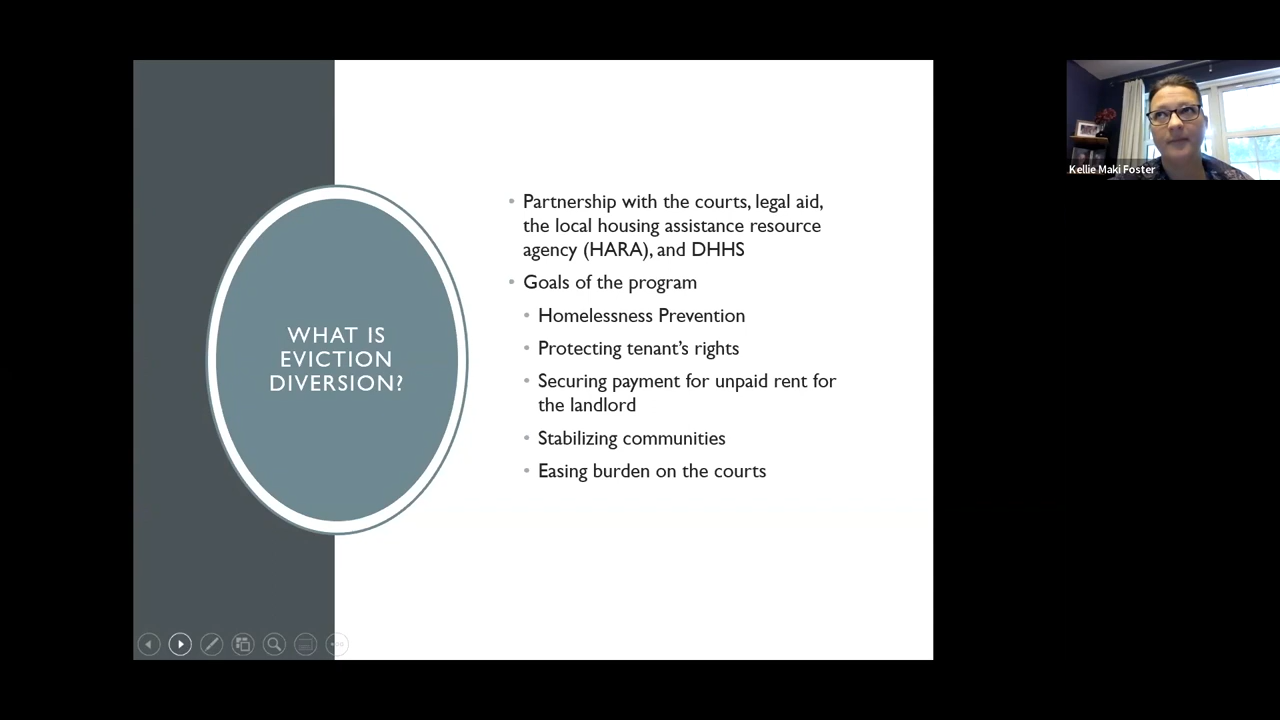 WHAT IS
EVICTION
DIVERSION?
• Partnership with the courts, legal aid,
the local housing assistance resource
agency (HARA), and DHHS
• Goals of the program
• Homelessness Prevention
• Protecting tenant's rights
• Securing payment for unpaid rent for
the landlord
• Stabilizing communities
• Easing burden on the courts
Kellie Maki Foster